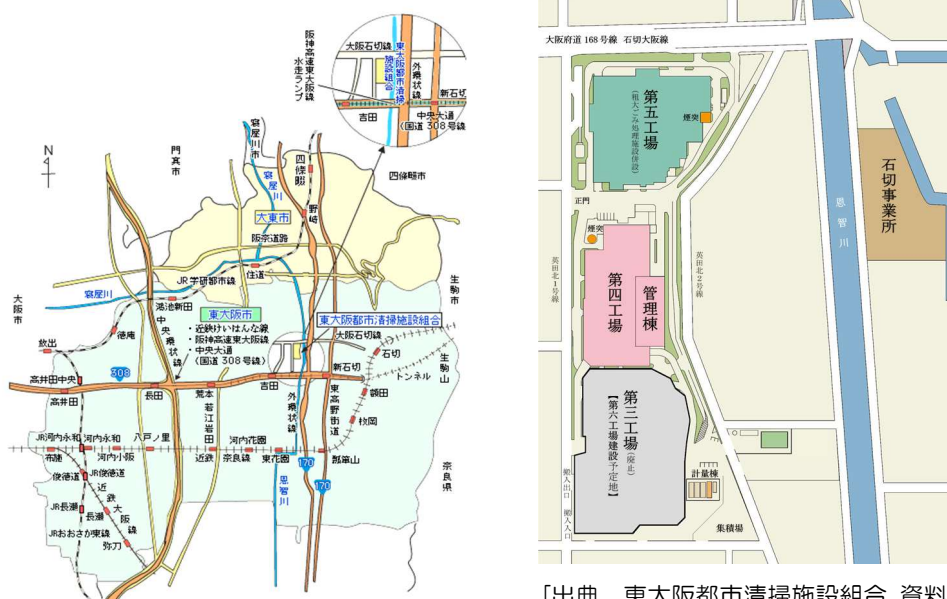 阪神高速東大阪線
水走ランプ
大阪石切線
東大阪都市清掃
施設組合
外環状線
新石切
吉田
中央大通
(国道 308号線)
N
門真市
寝屋川市
寝屋川
四條畷
四條畷市
大東市
野崎
阪奈道路
住道
JR学研都市線
寝屋川
大阪市
鴻池新田
生駒市
東大阪市
東大阪都市清掃施設組合
徳庵
中央環状線
・近鉄けいはんな線
・阪神高速東大阪線
・中央大通
(国道 308号線)
大阪石切線
放出
石切
生駒山
新石切
トンネル
高井田中央
308
吉田
額田
高井田
長田
荒本
若江岩田
外環状線
東高野街道
枚岡
JR河内永和
河内永和
八戸ノ里
河内花園
布施
河内小阪
近鉄
奈良線
東花園
瓢箪山
俊徳道
JR俊徳道
170
170
恩智川
奈良県
近鉄大阪線
JR長瀬
長瀬
JRおおさか東線
弥刀
大阪府道 168号線 石切大阪線
第五工場
(粗大ごみ処理施設併設)
煙突
石切事業所
正門
恩智川
煙突
英田北1号線
英田北2号線
第四工場
管理棟
第三工場(廃止)
【第六工場建設予定地】
搬入出口
搬入入口
計量棟
集積場
「出典 東大阪都市清掃施設組合 資料